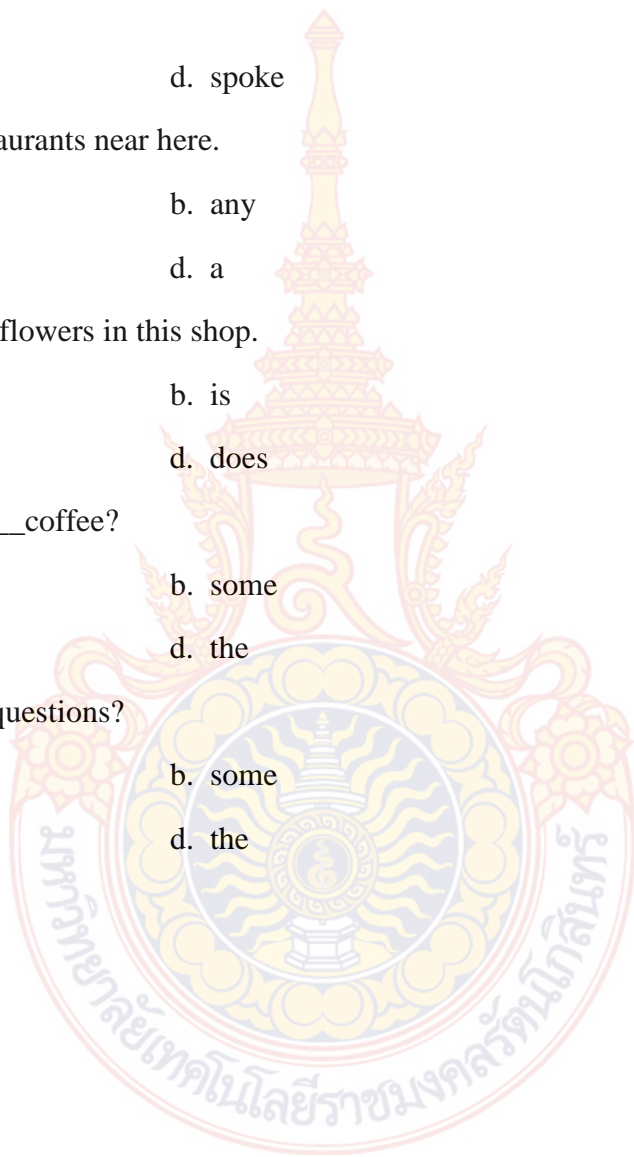 d. spoke
aurants near here.
b. any
d. a
flowers in this shop.
b. is
d. does
__coffee?
b. some
d. the
questions?
b. some
d. the
มหาวิทยาลัยเทคโนโลยีราชมงคลรัตนโกสินทร์